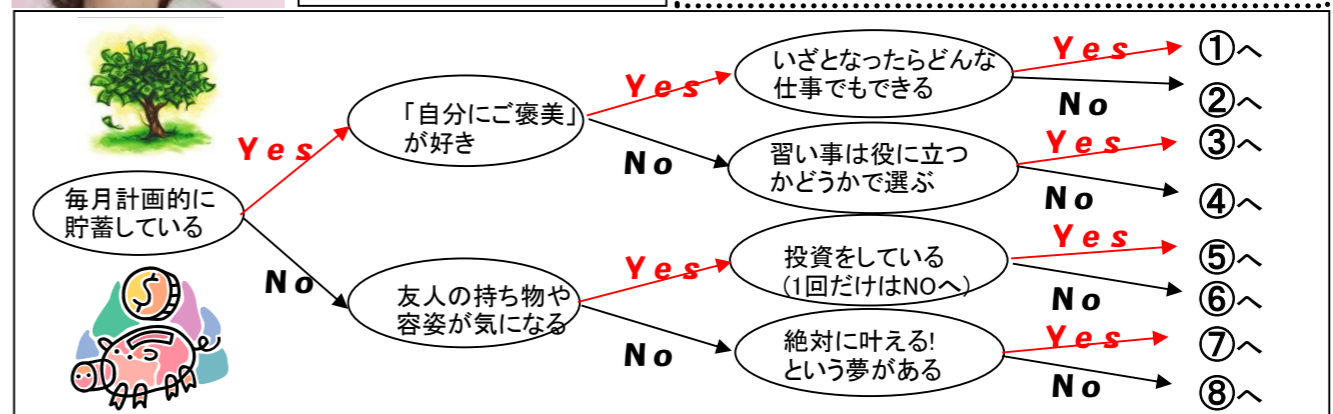 毎月計画的に
貯蓄している
Yes
No
「自分にご褒美」
が好き
Yes
No
友人の持ち物や
容姿が気になる
Yes
No
いざとなったらどんな
仕事でもできる
Yes
①へ
No
②へ
習い事は役に立つ
かどうかで選ぶ
Yes
③へ
No
④へ
投資をしている
(1回だけはNOへ)
Yes
⑤へ
No
⑥へ
絶対に叶える!
という夢がある
Yes
⑦へ
No
⑧へ
$